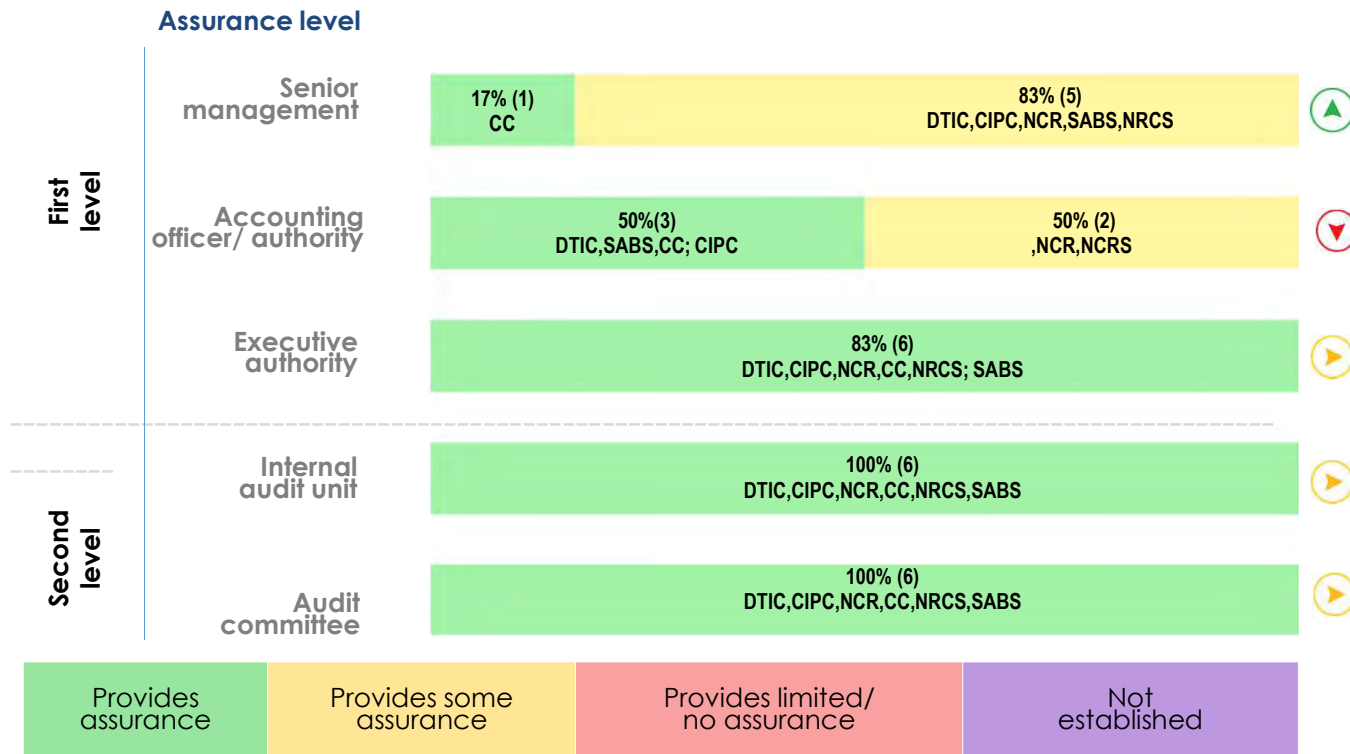 Assurance level
First
level
Senior
management
17% (1)
CC
83% (5)
DTIC,CIPC,NCR,SABS,NRCS
Accounting
officer/ authority
50%(3)
DTIC,SABS,CC; CIPC
50% (2)
,NCR,NCRS
Executive
authority
83% (6)
DTIC,CIPC,NCR,CC,NRCS; SABS
Second
level
Internal
audit unit
100% (6)
DTIC,CIPC,NCR,CC,NRCS,SABS
Audit
committee
100% (6)
DTIC,CIPC,NCR,CC,NRCS,SABS
Provides
assurance
Provides some
assurance
Provides limited/
no assurance
Not
established